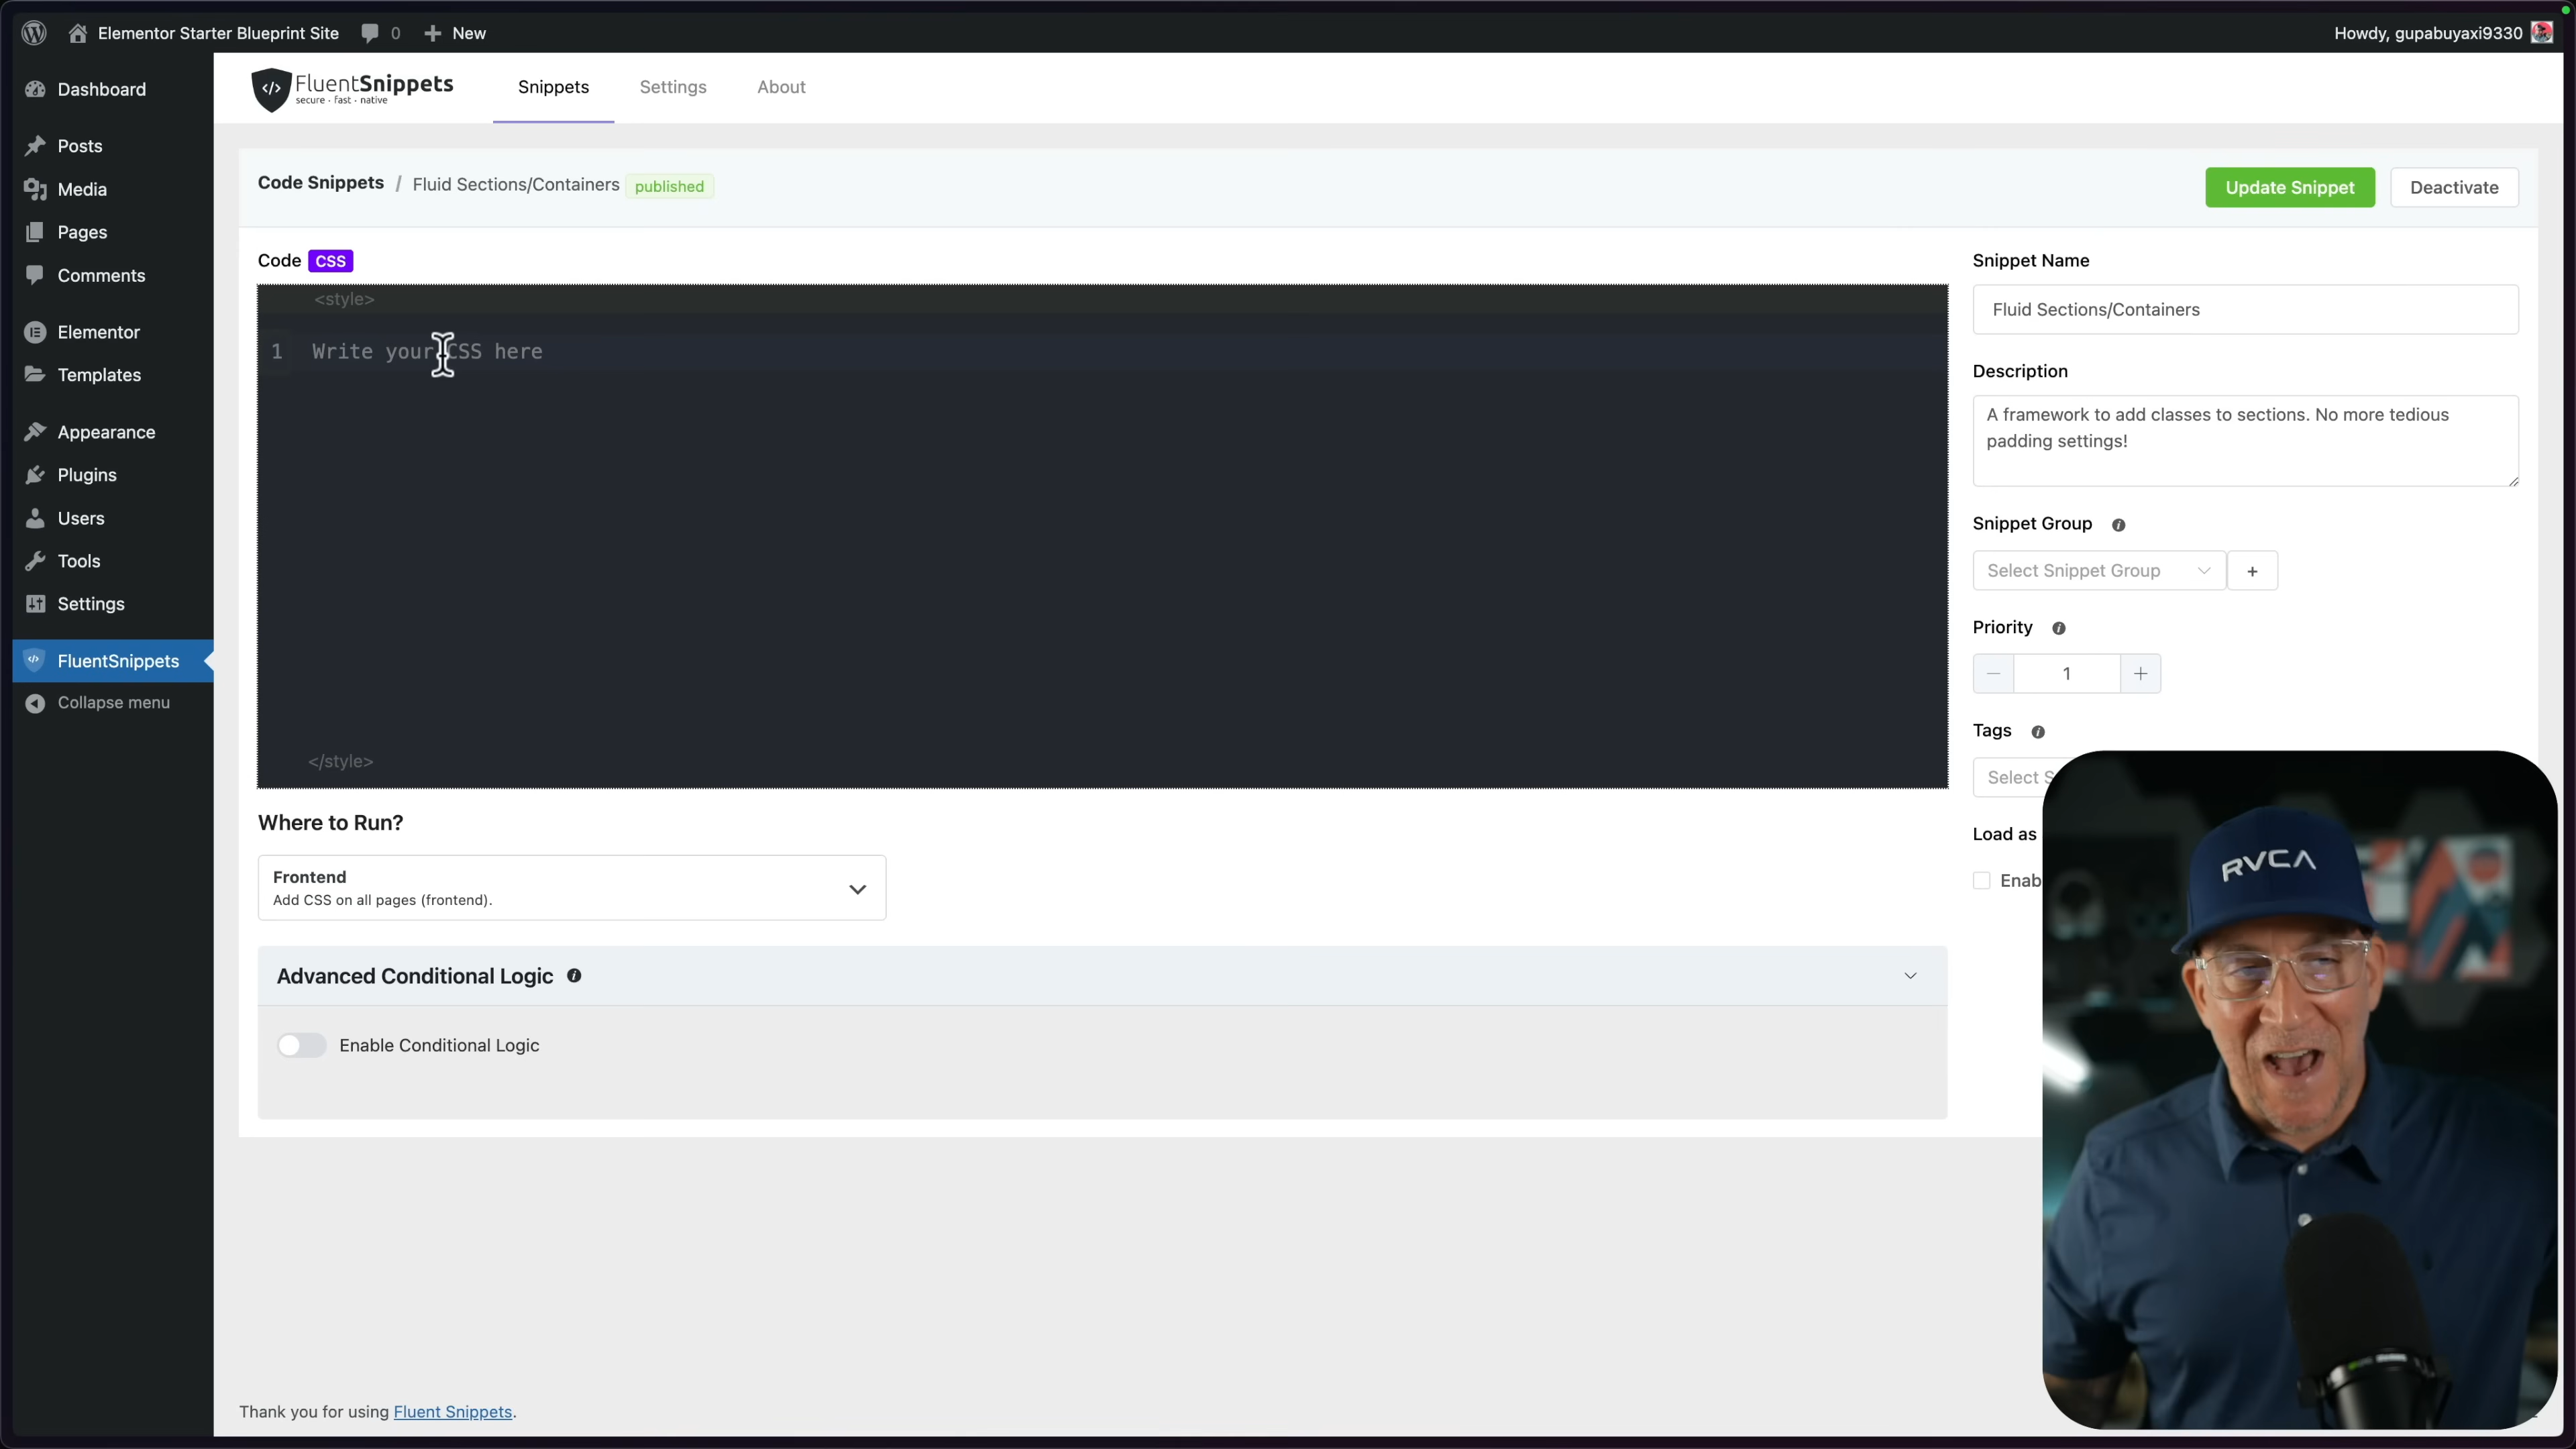 Elementor Starter Blueprint Site 0 New Howdy, gupabuyaxi9330
Dashboard
Posts
Media
Pages
Comments
Elementor
Templates
Appearance
Plugins
Users
Tools
Settings
FluentSnippets
Collapse menu
FluentSnippets
secure · fast · native
Snippets Settings About
Code Snippets / Fluid Sections/Containers published
Update Snippet Deactivate
Code CSS
<style>
1 Write your CSS here
</style>
Where to Run?
Frontend
Add CSS on all pages (frontend).
Advanced Conditional Logic
Enable Conditional Logic
Snippet Name
Fluid Sections/Containers
Description
A framework to add classes to sections. No more tedious
padding settings!
Snippet Group
Select Snippet Group +
Priority
1
Tags
Select
Load as
RVCA
Thank you for using Fluent Snippets.